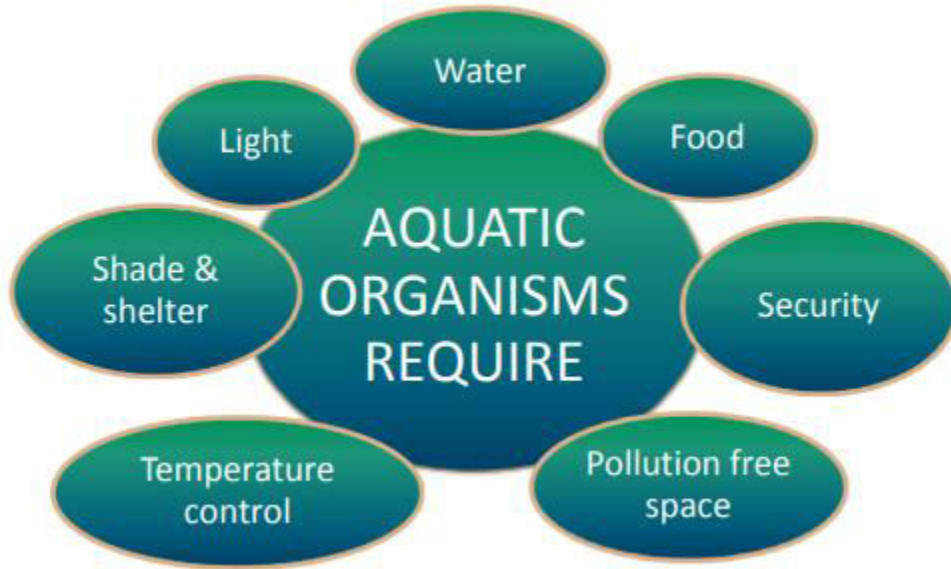 Water
Light
Food
AQUATIC
ORGANISMS
REQUIRE
Shade &
shelter
Security
Temperature
control
Pollution free
space